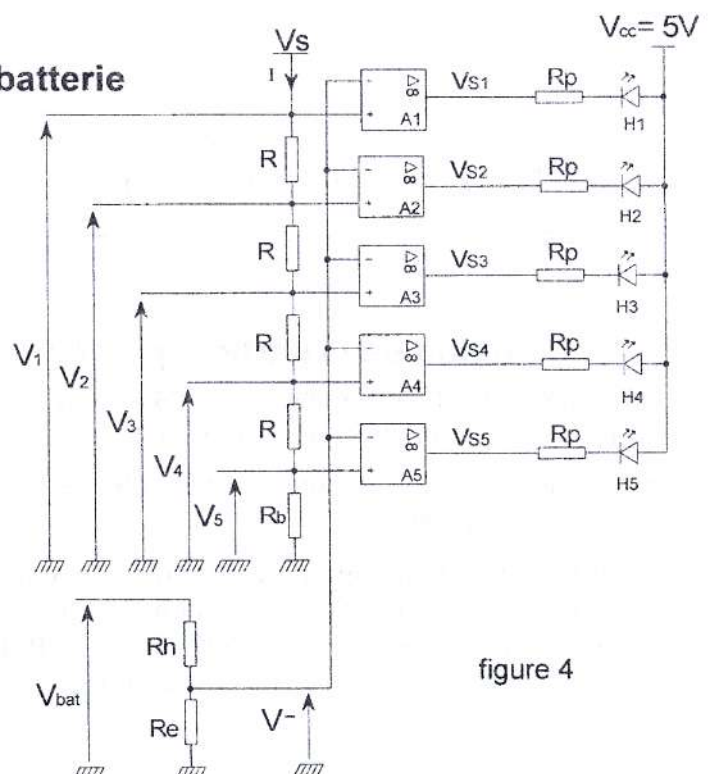 batterie
Vs
Vcc= 5V
I
- ▷∞ + A1
VS1
Rp
H1
R
- ▷∞ + A2
VS2
Rp
H2
R
- ▷∞ + A3
VS3
Rp
H3
R
- ▷∞ + A4
VS4
Rp
H4
R
- ▷∞ + A5
VS5
Rp
H5
Rb
V1
V2
V3
V4
V5
Vbat
Rh
Re
V-
figure 4